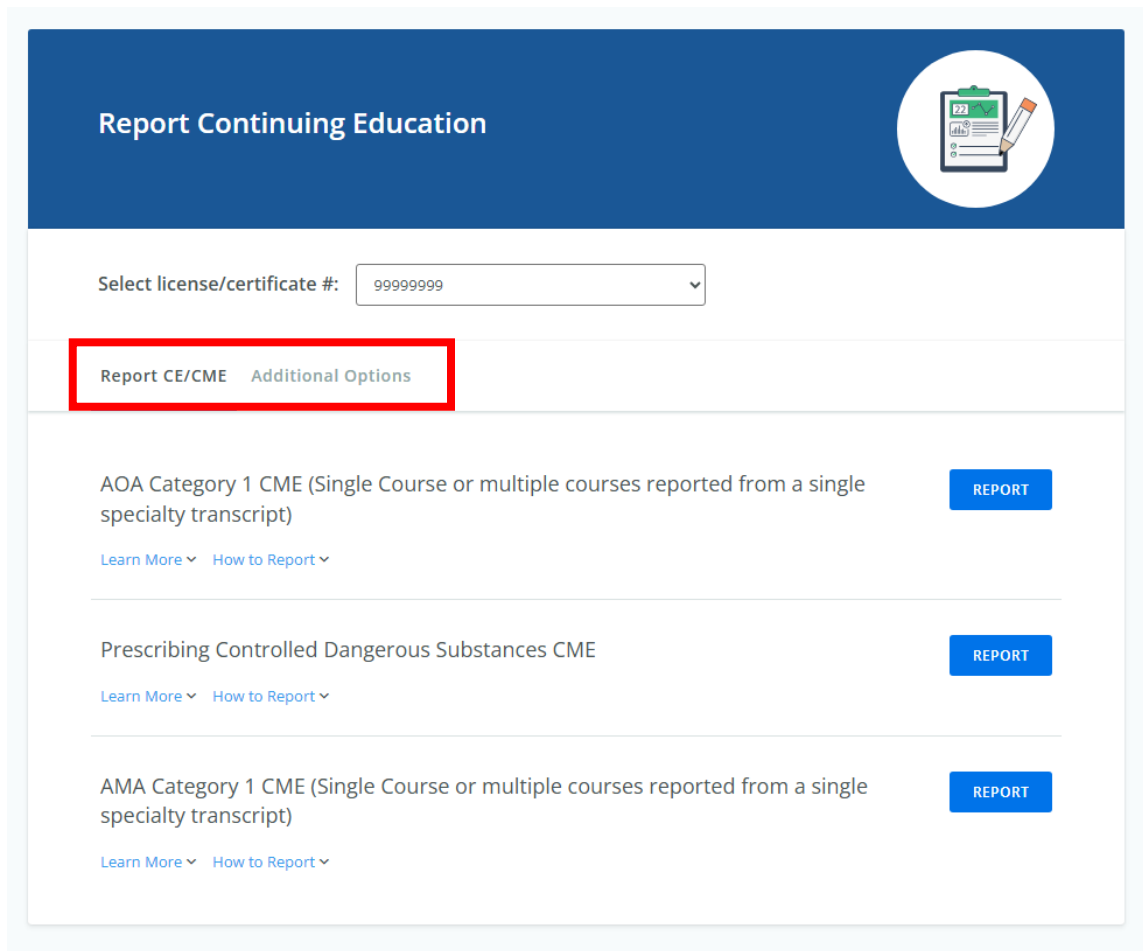 Report Continuing Education
22
Select license/certificate #: 99999999
Report CE/CME Additional Options
AOA Category 1 CME (Single Course or multiple courses reported from a single
specialty transcript)
REPORT
Learn More How to Report
Prescribing Controlled Dangerous Substances CME
REPORT
Learn More How to Report
AMA Category 1 CME (Single Course or multiple courses reported from a single
specialty transcript)
REPORT
Learn More How to Report